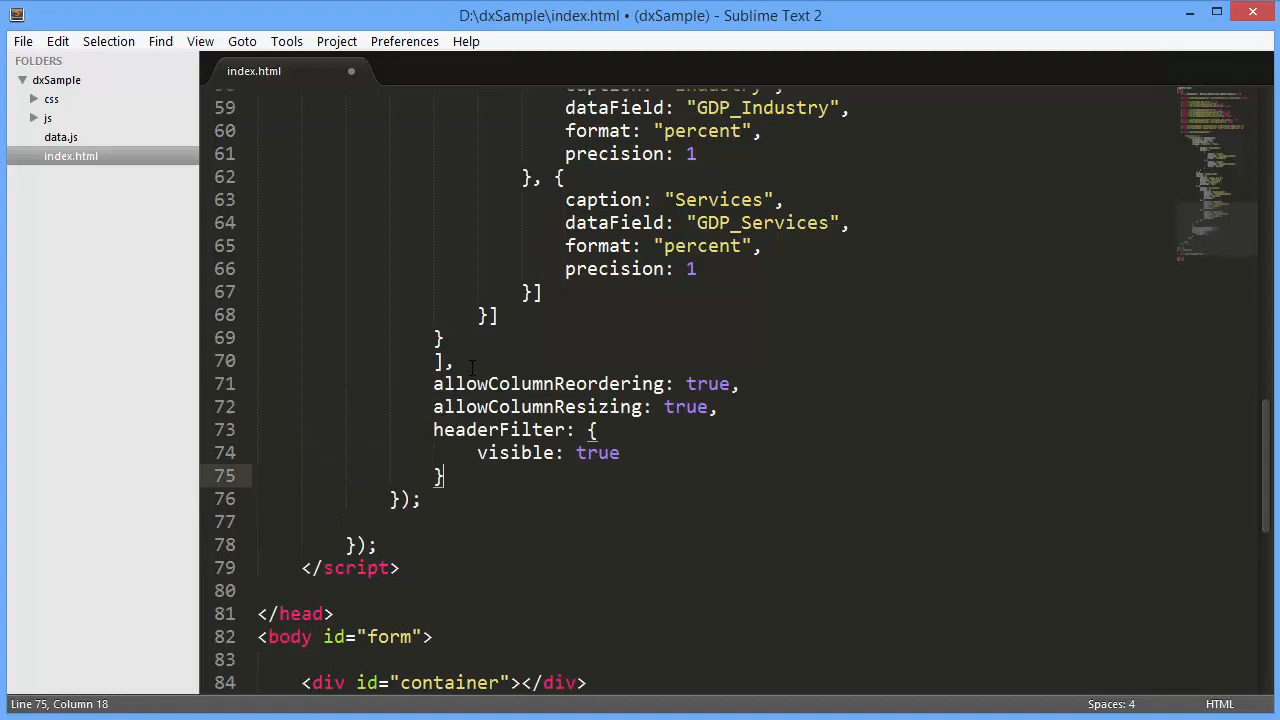 D:\dxSample\index.html • (dxSample) - Sublime Text 2
File Edit Selection Find View Goto Tools Project Preferences Help
FOLDERS
dxSample
css
js
data.js
index.html
index.html
58 caption: "Industry",
59 dataField: "GDP_Industry",
60 format: "percent",
61 precision: 1
62 }, {
63 caption: "Services",
64 dataField: "GDP_Services",
65 format: "percent",
66 precision: 1
67 }]
68 }]
69 }
70 ],
71 allowColumnReordering: true,
72 allowColumnResizing: true,
73 headerFilter: {
74 visible: true
75 }
76 });
77
78 });
79 </script>
80
81 </head>
82 <body id="form">
83
84 <div id="container"></div>
Line 75, Column 18
Spaces: 4
HTML